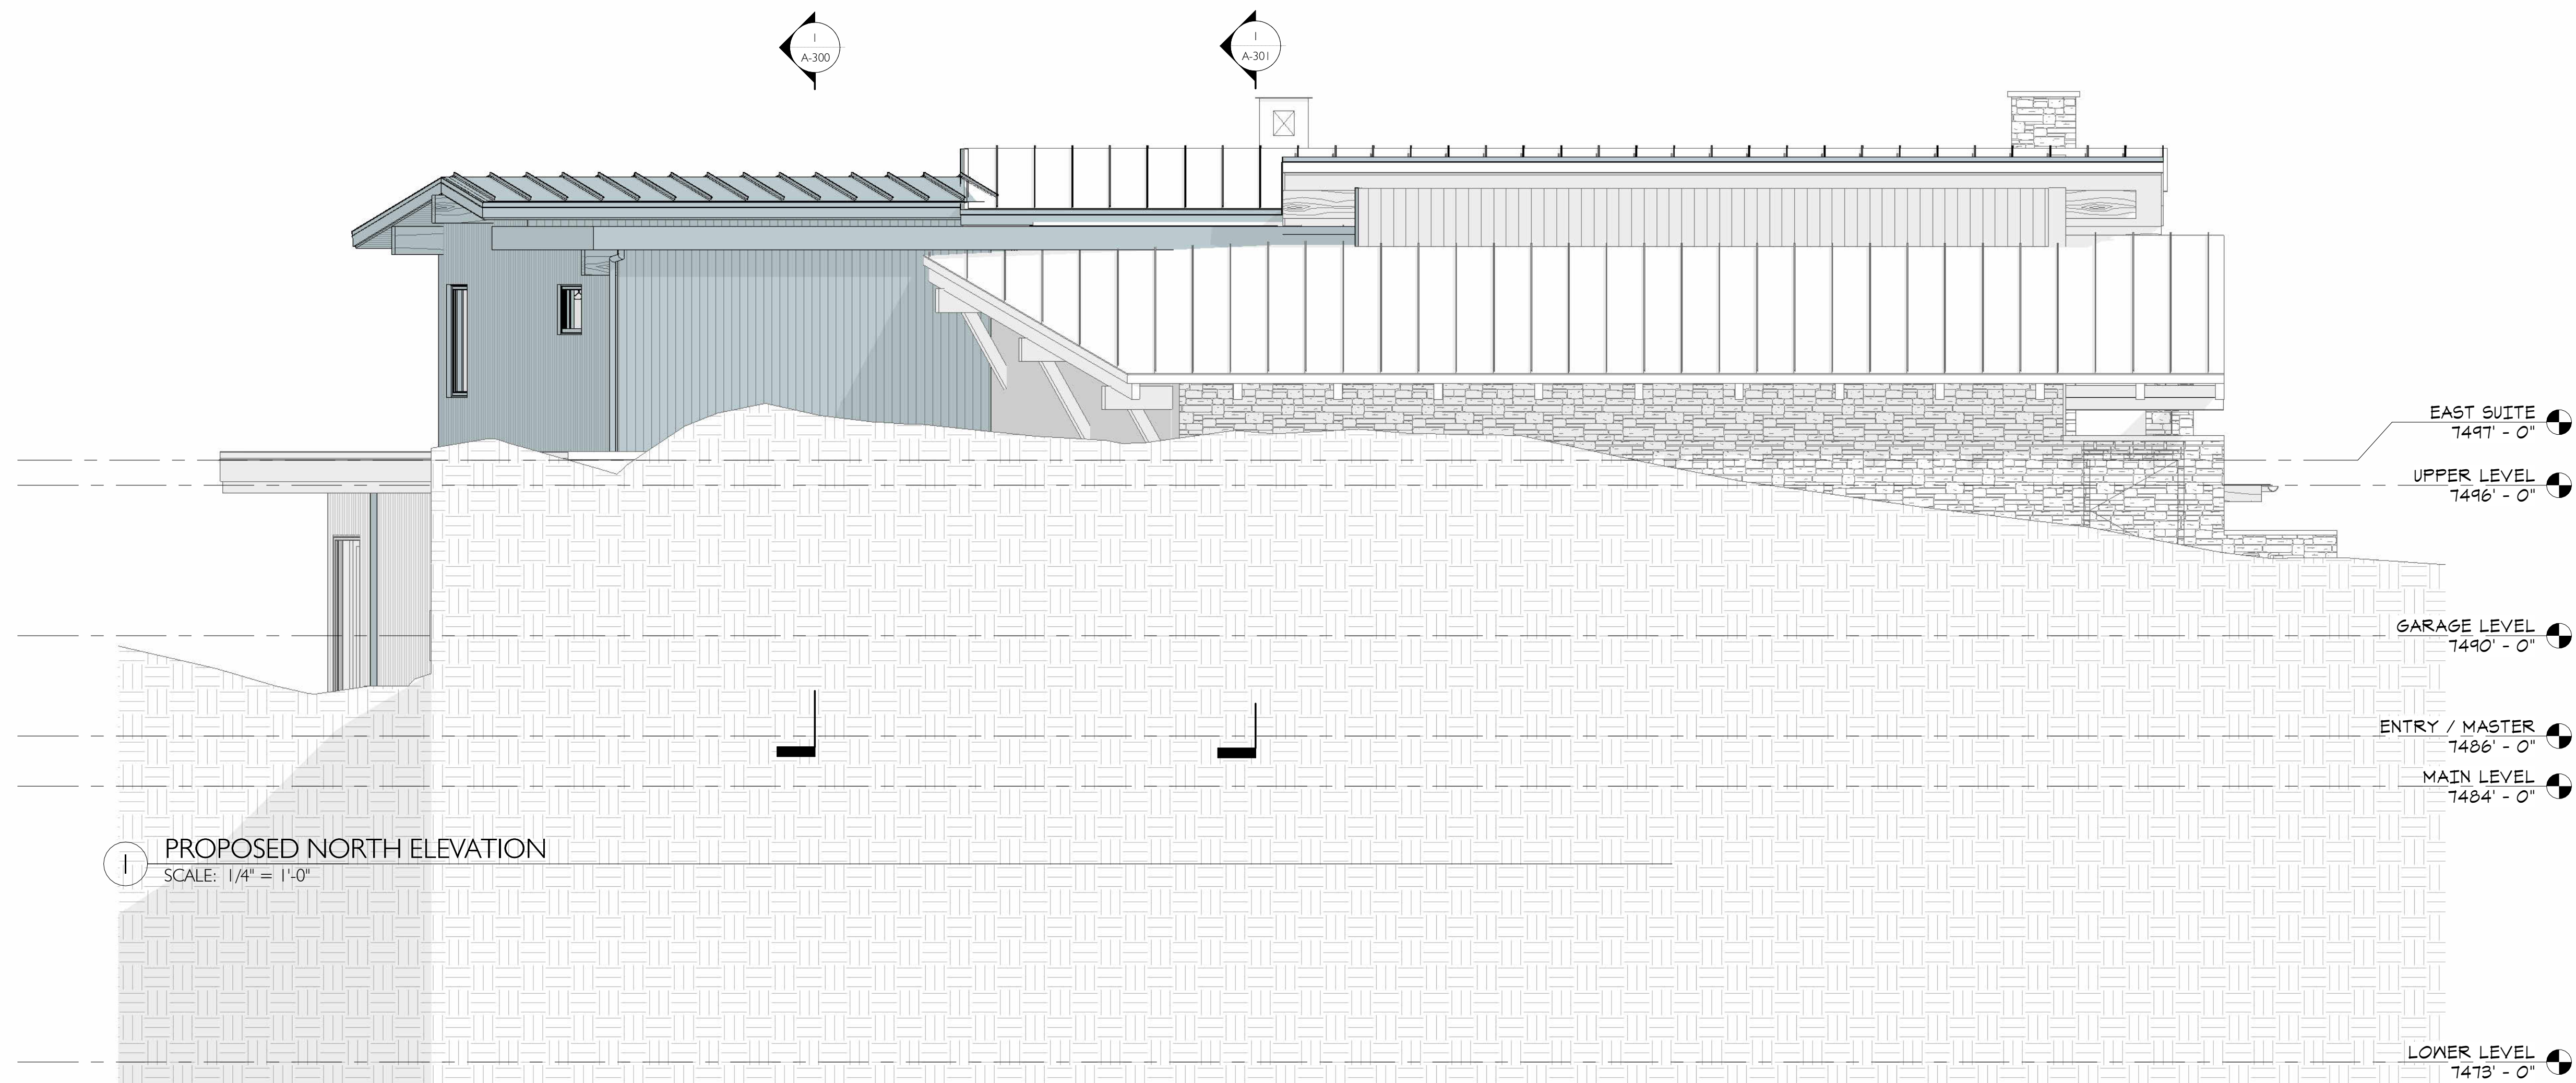 1
A-300
1
A-301
EAST SUITE
7497' - 0"
UPPER LEVEL
7496' - 0"
GARAGE LEVEL
7490' - 0"
ENTRY / MASTER
7486' - 0"
MAIN LEVEL
7484' - 0"
1
PROPOSED NORTH ELEVATION
SCALE: 1/4" = 1'-0"
LOWER LEVEL
7473' - 0"